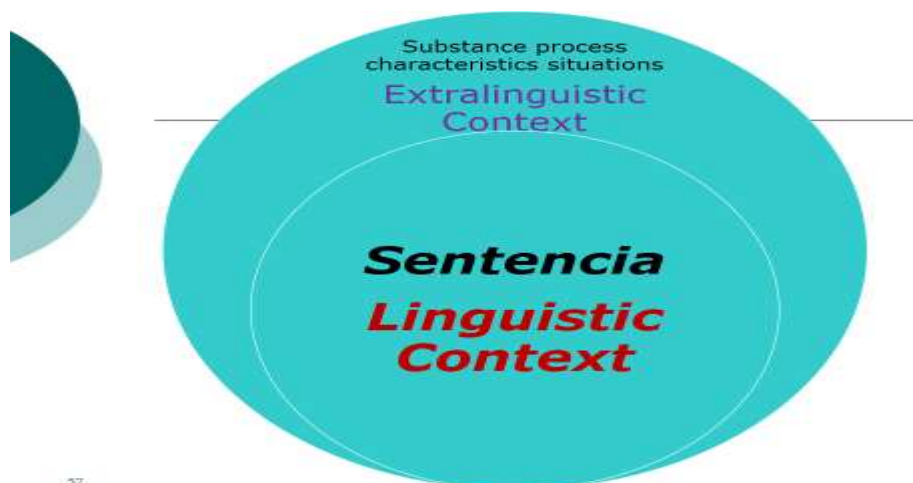 Substance process
characteristics situations
Extralinguistic
Context
Sentencia
Linguistic
Context